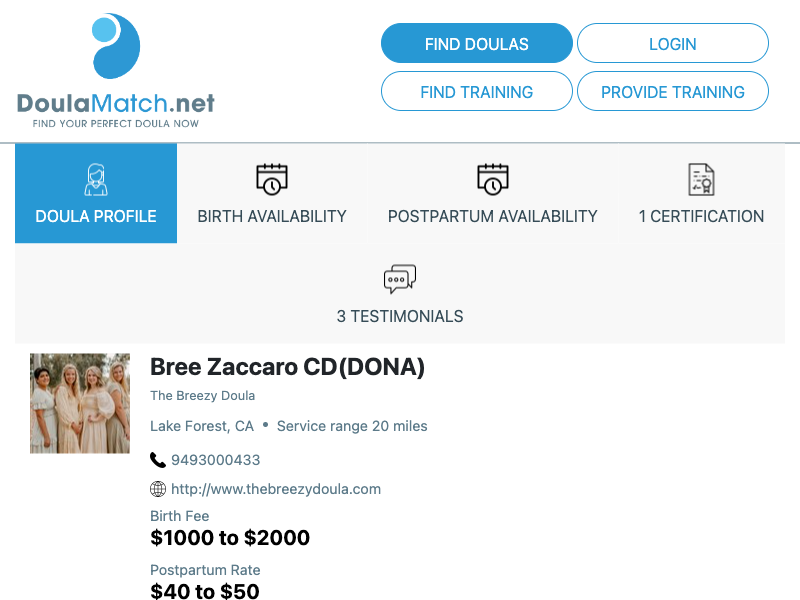 DoulaMatch.net
FIND YOUR PERFECT DOULA NOW
FIND DOULAS
LOGIN
FIND TRAINING
PROVIDE TRAINING
DOULA PROFILE
BIRTH AVAILABILITY
POSTPARTUM AVAILABILITY
1 CERTIFICATION
3 TESTIMONIALS
Bree Zaccaro CD(DONA)
The Breezy Doula
Lake Forest, CA • Service range 20 miles
9493000433
http://www.thebreezydoula.com
Birth Fee
$1000 to $2000
Postpartum Rate
$40 to $50